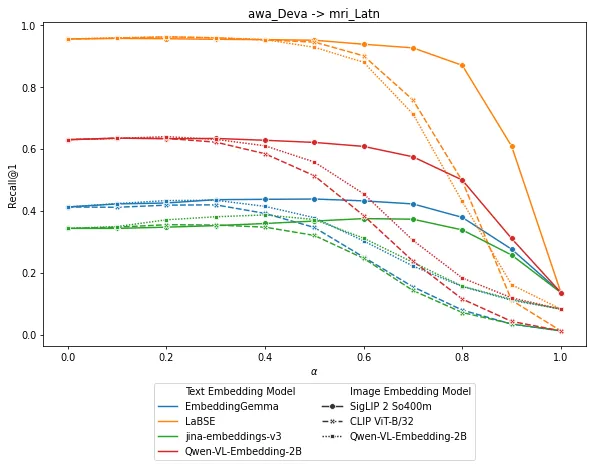 awa_Deva -> mri_Latn
1.0
0.8
0.6
0.4
0.2
0.0
Recall@1
0.0 0.2 0.4 0.6 0.8 1.0
α
Text Embedding Model Image Embedding Model
EmbeddingGemma SigLIP 2 So400m
LaBSE CLIP ViT-B/32
jina-embeddings-v3 Qwen-VL-Embedding-2B
Qwen-VL-Embedding-2B